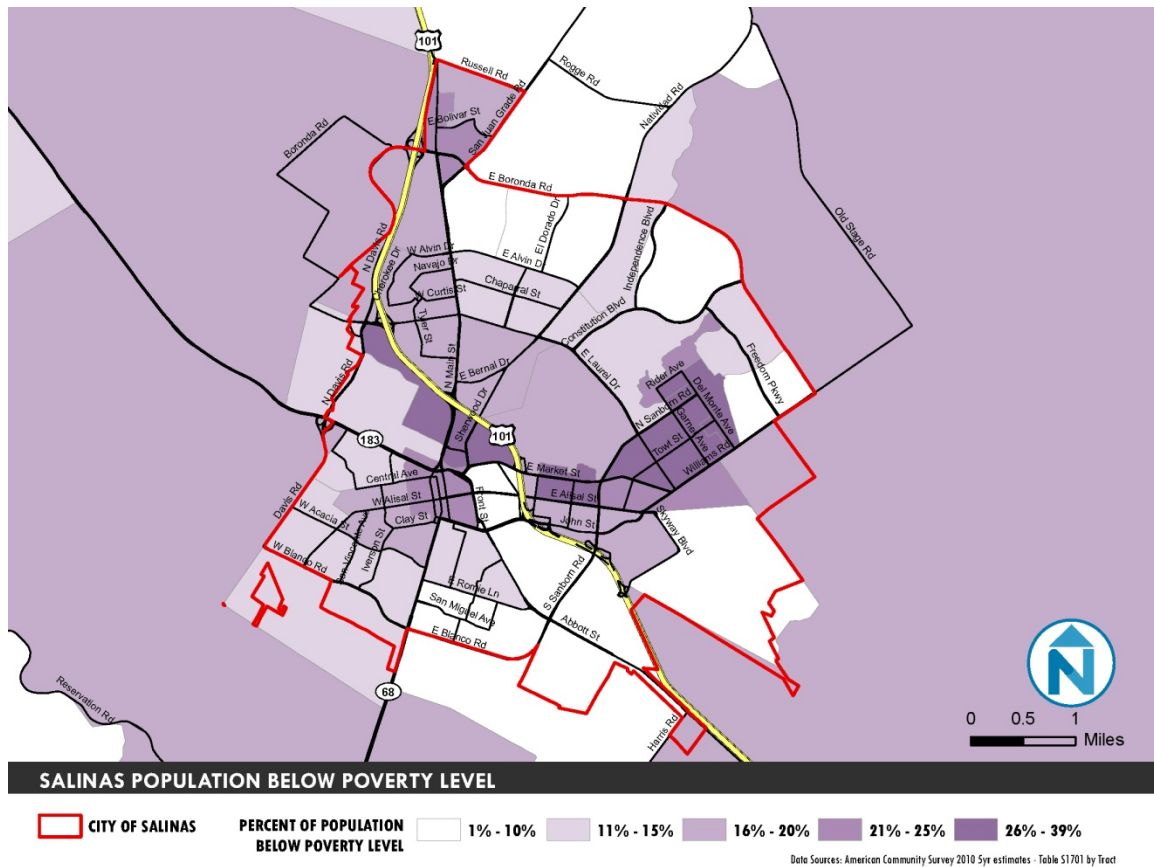 101
Russell Rd
Rogge Rd
Natividad Rd
E Bolivar St
San Juan Grade Rd
Boronda Rd
E Boronda Rd
Old Stage Rd
N Davis Rd
Cherokee Dr
W Alvin Dr
Navajo Dr
W Curtis St
Tyler St
E Alvin D
El Dorado Dr
Chaparral St
Independence Blvd
Constitution Blvd
E Laurel Dr
N Main St
E Bernal Dr
Sherwood Dr
Freedom Pkwy
Rider Ave
Del Monte Ave
N Sanborn Rd
Garner Ave
Towt St
Williams Rd
N Davis Rd
183
101
E Market St
Central Ave
W Alisal St
E Alisal St
Front St
John St
Skyway Blvd
Clay St
Davis Rd
W Acacia St
San Vincente Ave
Iverson St
W Blanco Rd
E Romie Ln
San Miguel Ave
S Sanborn Rd
E Blanco Rd
Abbott St
68
Reservation Rd
Harris Rd
N
0 0.5 1
Miles
SALINAS POPULATION BELOW POVERTY LEVEL
CITY OF SALINAS
PERCENT OF POPULATION
BELOW POVERTY LEVEL
1% - 10%
11% - 15%
16% - 20%
21% - 25%
26% - 39%
Data Sources: American Community Survey 2010 5yr estimates - Table S1701 by Tract